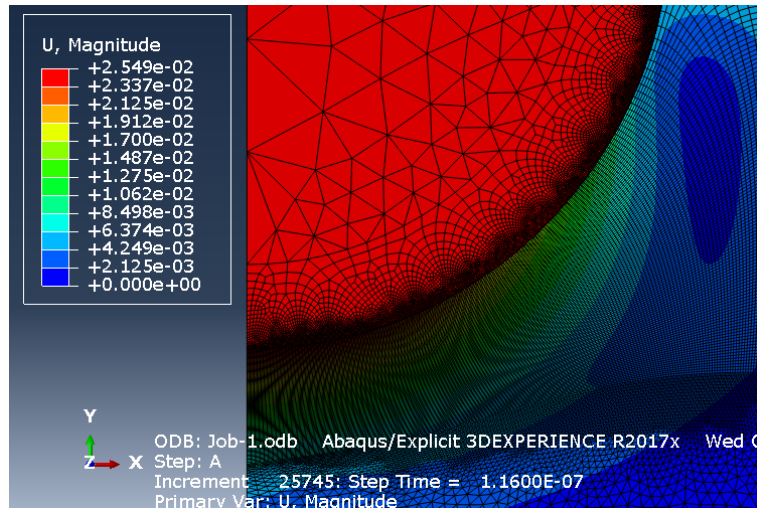 U, Magnitude
+2.549e-02
+2.337e-02
+2.125e-02
+1.912e-02
+1.700e-02
+1.487e-02
+1.275e-02
+1.062e-02
+8.498e-03
+6.374e-03
+4.249e-03
+2.125e-03
+0.000e+00
Y
Z X
ODB: Job-1.odb Abaqus/Explicit 3DEXPERIENCE R2017x Wed
Step: A
Increment 25745: Step Time = 1.1600E-07
Primary Var: U, Magnitude